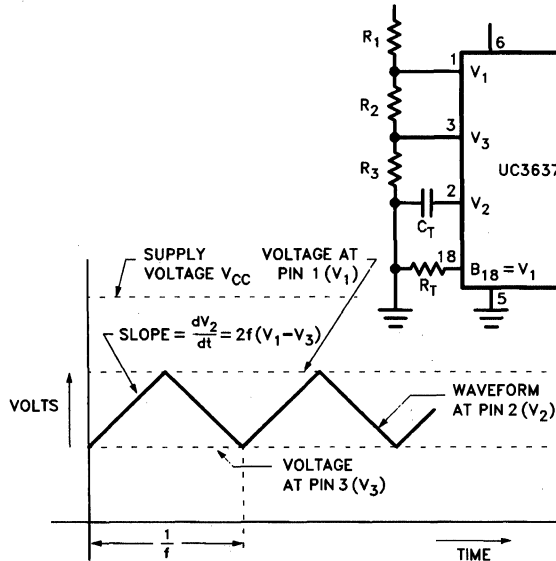 R1
6
1
V1
R2
3
V3
R3
UC3637
2
V2
CT
18
B18 = V1
RT
5
SUPPLY
VOLTAGE VCC
VOLTAGE AT
PIN 1 (V1)
SLOPE = dV2/dt = 2f(V1–V3)
VOLTS
WAVEFORM
AT PIN 2 (V2)
VOLTAGE
AT PIN 3 (V3)
1/f
TIME